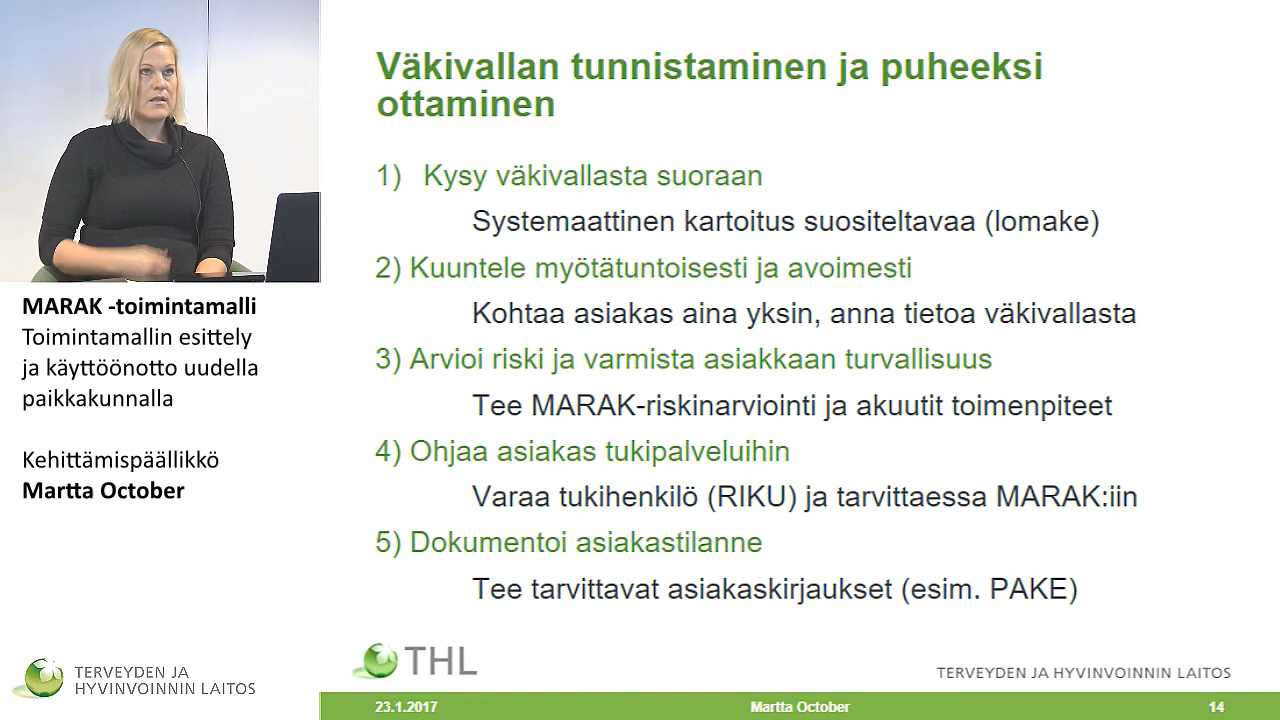 MARAK -toimintamalli
Toimintamallin esittely
ja käyttöönotto uudella
paikkakunnalla
Kehittämispäällikkö
Martta October
TERVEYDEN JA
HYVINVOINNIN LAITOS
Väkivallan tunnistaminen ja puheeksi
ottaminen
1) Kysy väkivallasta suoraan
Systemaattinen kartoitus suositeltavaa (lomake)
2) Kuuntele myötätuntoisesti ja avoimesti
Kohtaa asiakas aina yksin, anna tietoa väkivallasta
3) Arvioi riski ja varmista asiakkaan turvallisuus
Tee MARAK-riskinarviointi ja akuutit toimenpiteet
4) Ohjaa asiakas tukipalveluihin
Varaa tukihenkilö (RIKU) ja tarvittaessa MARAK:iin
5) Dokumentoi asiakastilanne
Tee tarvittavat asiakaskirjaukset (esim. PAKE)
THL
TERVEYDEN JA HYVINVOINNIN LAITOS
23.1.2017 Martta October 14